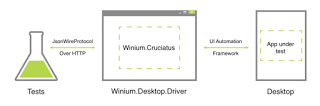 JsonWireProtocol
Over HTTP
Winium.Cruciatus
UI Automation
Framework
App under
test
Tests
Winium.Desktop.Driver
Desktop